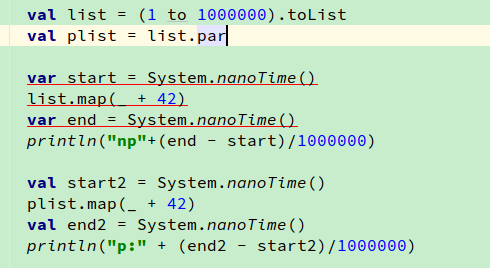 val list = (1 to 1000000).toList
val plist = list.par
var start = System.nanoTime()
list.map(_ + 42)
var end = System.nanoTime()
println("np"+(end - start)/1000000)
val start2 = System.nanoTime()
plist.map(_ + 42)
val end2 = System.nanoTime()
println("p:" + (end2 - start2)/1000000)